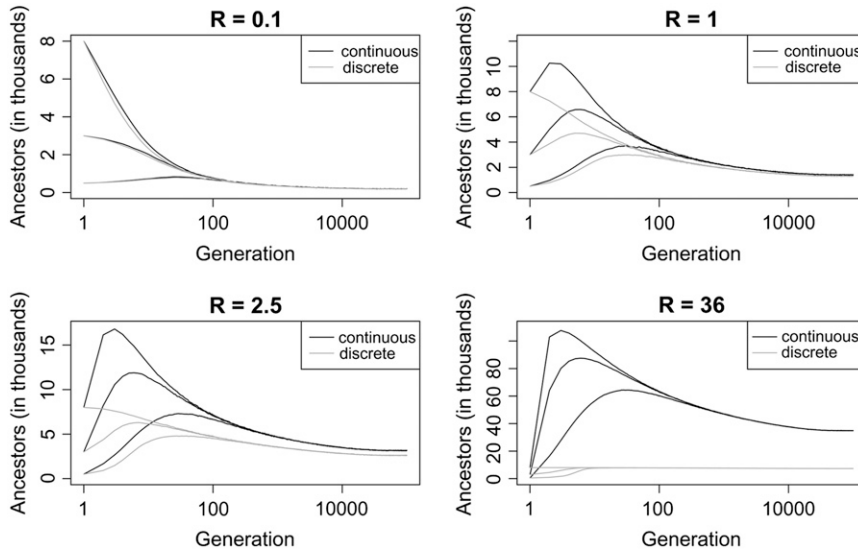 R = 0.1
Ancestors (in thousands)
8
6
4
2
0
continuous
discrete
1 100 10000
Generation
R = 1
Ancestors (in thousands)
10
8
6
4
2
0
continuous
discrete
1 100 10000
Generation
R = 2.5
Ancestors (in thousands)
15
10
5
0
continuous
discrete
1 100 10000
Generation
R = 36
Ancestors (in thousands)
80
60
40
20
0
continuous
discrete
1 100 10000
Generation